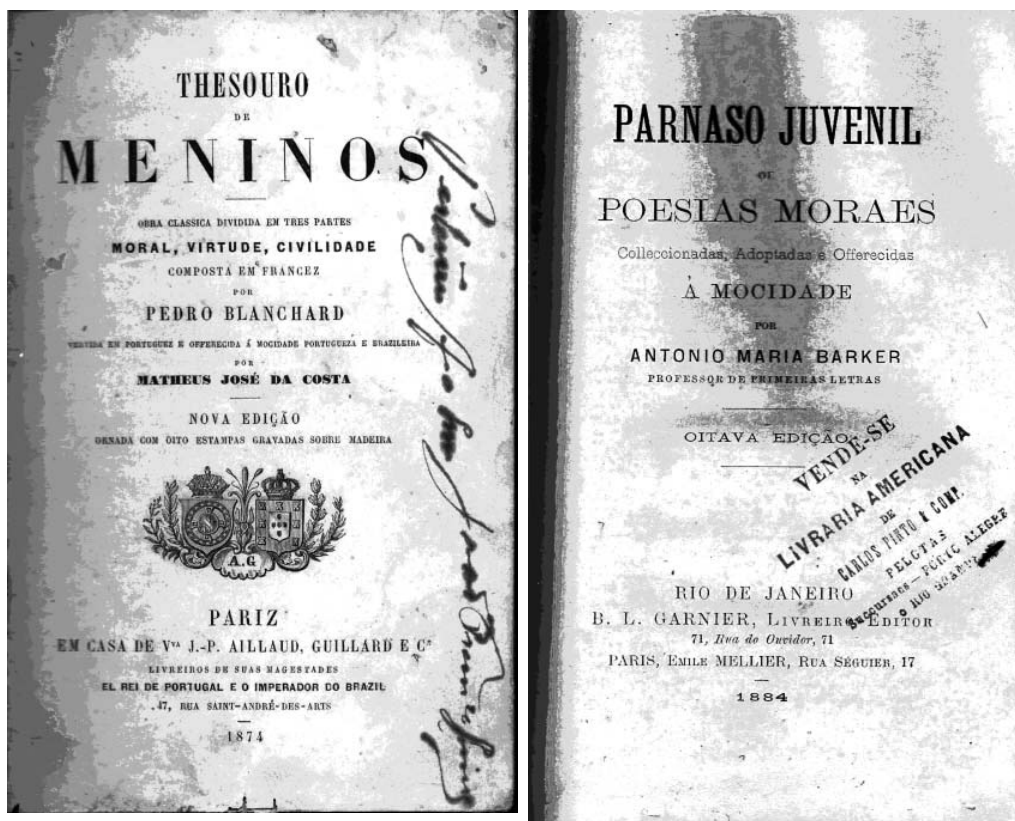 THESOURO
DE
MENINOS
OBRA CLASSICA DIVIDIDA EM TRES PARTES
MORAL, VIRTUDE, CIVILIDADE
COMPOSTA EM FRANCEZ
POR
PEDRO BLANCHARD
VERTIDA EM PORTUGUEZ E OFFERECIDA Á MOCIDADE PORTUGUEZA E BRAZILEIRA
POR
MATHEUS JOSÉ DA COSTA
NOVA EDIÇÃO
ORNADA COM OITO ESTAMPAS GRAVADAS SOBRE MADEIRA
A.G
PARIZ
EM CASA DE Vva J.-P. AILLAUD, GUILLARD E Ca
LIVREIROS DE SUAS MAGESTADES
EL REI DE PORTUGAL E O IMPERADOR DO BRAZIL
47, RUA SAINT-ANDRÉ-DES-ARTS
1874
PARNASO JUVENIL
OU
POESIAS MORAES
Colleccionadas, Adoptadas e Offerecidas
Á MOCIDADE
POR
ANTONIO MARIA BARKER
PROFESSOR DE PRIMEIRAS LETRAS
OITAVA EDIÇÃO
VENDE-SE
NA
LIVRARIA AMERICANA
DE
CARLOS PINTO & COMP.
PELOTAS
Succursaes — PORTO ALEGRE
e RIO GRANDE
RIO DE JANEIRO
B. L. GARNIER, LIVREIRO-EDITOR
71, Rua do Ouvidor, 71
PARIS, EMILE MELLIER, RUA SÉGUIER, 17
1884